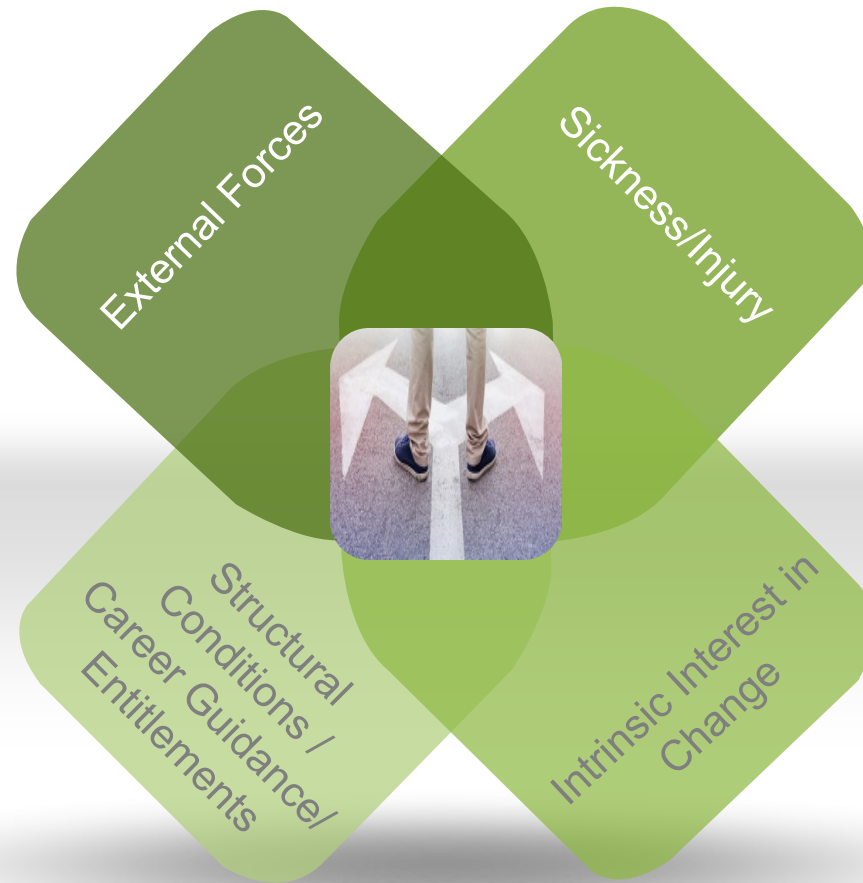 External Forces
Sickness/Injury
Structural
Conditions /
Career Guidance/
Entitlements
Intrinsic Interest in
Change